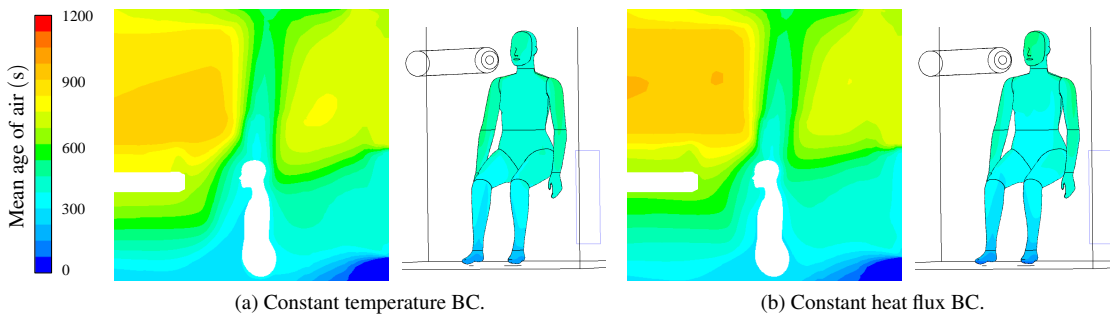 Mean age of air (s)
1200
900
600
300
0
(a) Constant temperature BC.
(b) Constant heat flux BC.